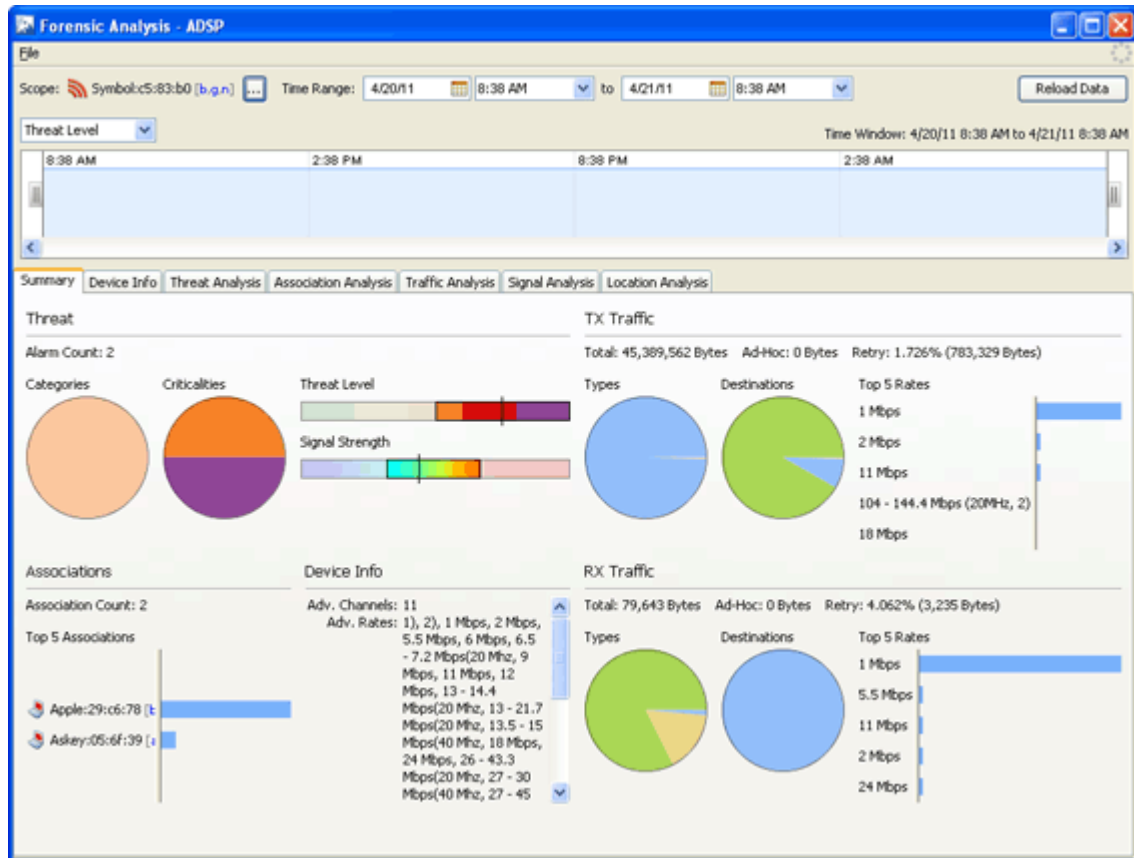 Forensic Analysis - ADSP
File
Scope: Symbol:c5:83:b0 [b,g,n] ... Time Range: 4/20/11 8:38 AM to 4/21/11 8:38 AM Reload Data
Threat Level Time Window: 4/20/11 8:38 AM to 4/21/11 8:38 AM
8:38 AM 2:38 PM 8:38 PM 2:38 AM
Summary Device Info Threat Analysis Association Analysis Traffic Analysis Signal Analysis Location Analysis
Threat
Alarm Count: 2
Categories Criticalities Threat Level
Signal Strength
TX Traffic
Total: 45,389,562 Bytes Ad-Hoc: 0 Bytes Retry: 1.726% (783,329 Bytes)
Types Destinations Top 5 Rates
1 Mbps
2 Mbps
11 Mbps
104 - 144.4 Mbps (20MHz, 2)
18 Mbps
Associations
Association Count: 2
Top 5 Associations
Apple:29:c6:78 [b
Askey:05:6f:39 [a
Device Info
Adv. Channels: 11
Adv. Rates: 1), 2), 1 Mbps, 2 Mbps,
5.5 Mbps, 6 Mbps, 6.5
- 7.2 Mbps(20 Mhz, 9
Mbps, 11 Mbps, 12
Mbps, 13 - 14.4
Mbps(20 Mhz, 13 - 21.7
Mbps(20 Mhz, 13.5 - 15
Mbps(40 Mhz, 18 Mbps,
24 Mbps, 26 - 43.3
Mbps(20 Mhz, 27 - 30
Mbps(40 Mhz, 27 - 45
RX Traffic
Total: 79,643 Bytes Ad-Hoc: 0 Bytes Retry: 4.062% (3,235 Bytes)
Types Destinations Top 5 Rates
1 Mbps
5.5 Mbps
11 Mbps
2 Mbps
24 Mbps